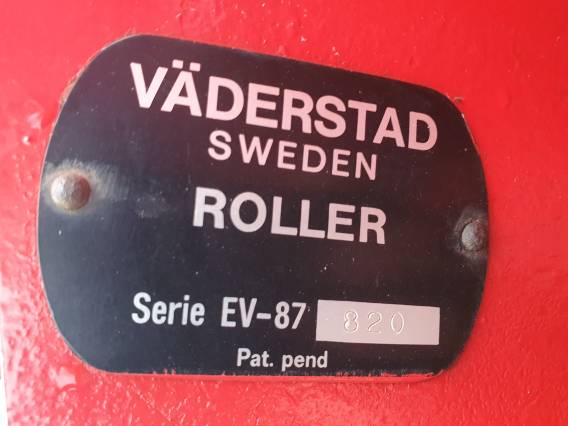 VÄDERSTAD
SWEDEN
ROLLER
Serie EV-87 820
Pat. pend